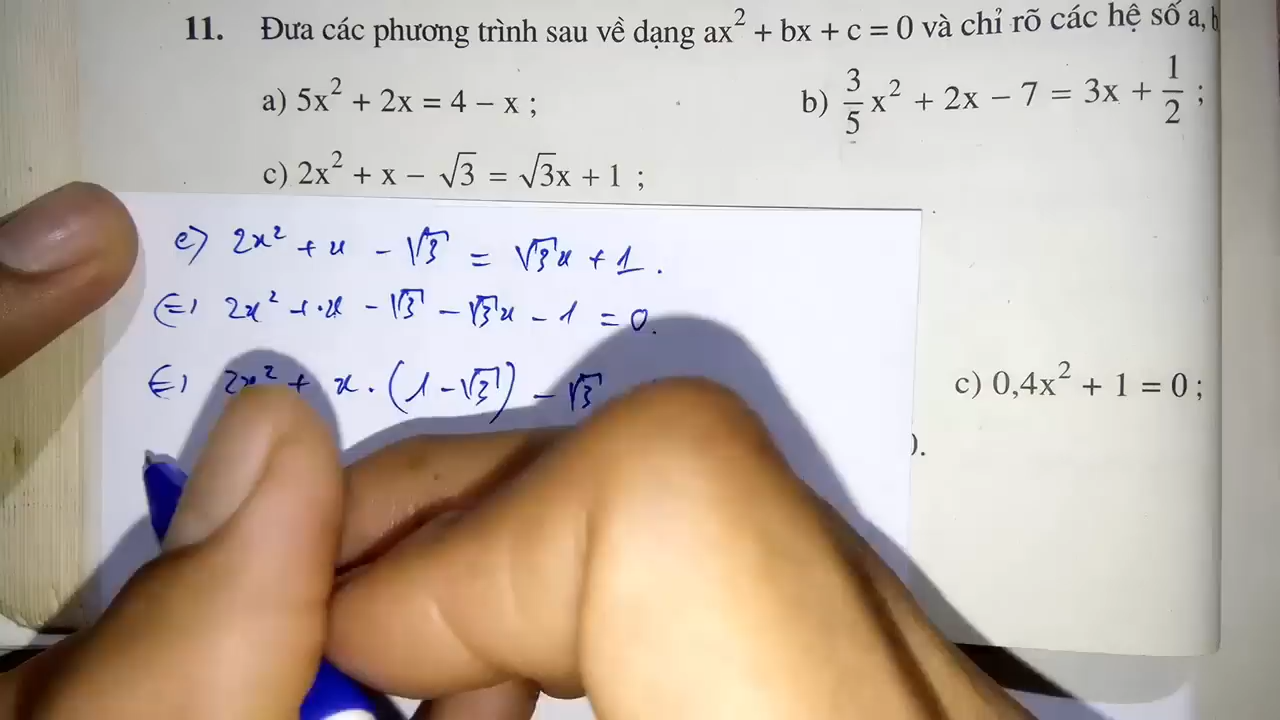 11. Đưa các phương trình sau về dạng ax² + bx + c = 0 và chỉ rõ các hệ số a,
a) 5x² + 2x = 4 – x ;
b) 3/5 x² + 2x – 7 = 3x + 1/2 ;
c) 2x² + x – √3 = √3x + 1 ;
c) 2x² + x - √3 = √3x + 1.
⇔ 2x² + x - √3 - √3x - 1 = 0.
⇔ 2x² + x . (1 - √3) - √3
c) 0,4x² + 1 = 0 ;
).